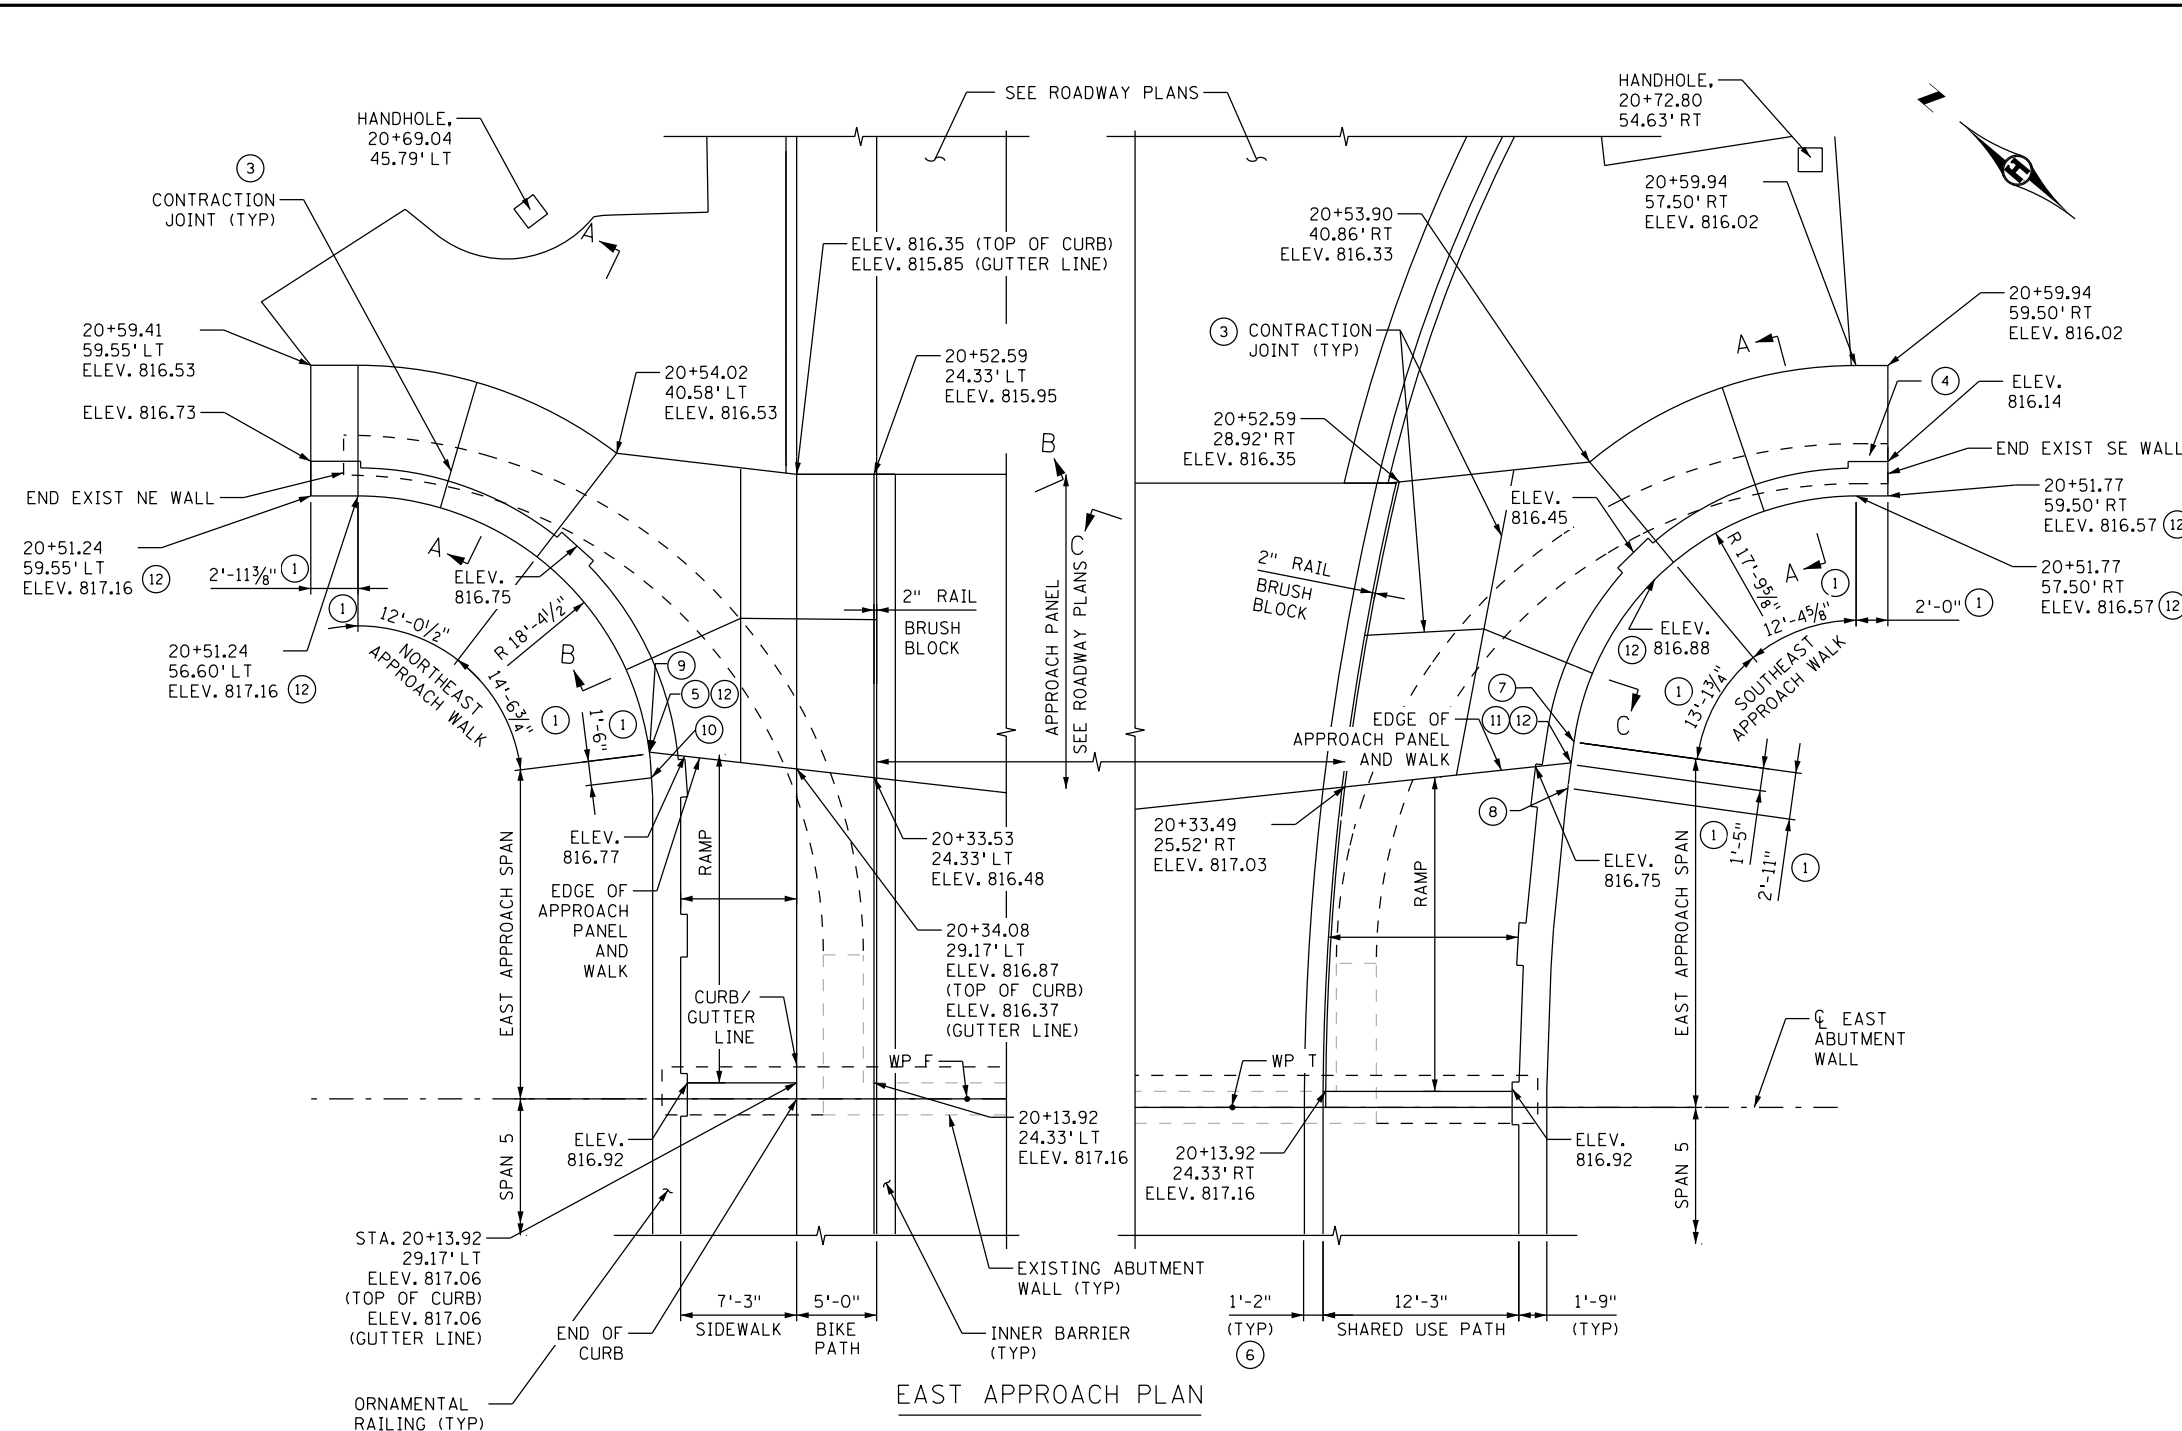 SEE ROADWAY PLANS
HANDHOLE,
20+69.04
45.79' LT
HANDHOLE,
20+72.80
54.63' RT
3
CONTRACTION
JOINT (TYP)
A
ELEV. 816.35 (TOP OF CURB)
ELEV. 815.85 (GUTTER LINE)
20+53.90
40.86' RT
ELEV. 816.33
20+59.94
57.50' RT
ELEV. 816.02
20+59.94
59.50' RT
ELEV. 816.02
20+59.41
59.55' LT
ELEV. 816.53
ELEV. 816.73
20+54.02
40.58' LT
ELEV. 816.53
20+52.59
24.33' LT
ELEV. 815.95
3 CONTRACTION
JOINT (TYP)
A
4
ELEV.
816.14
20+52.59
28.92' RT
ELEV. 816.35
B
END EXIST SE WALL
END EXIST NE WALL
ELEV.
816.45
20+51.77
59.50' RT
ELEV. 816.57 12
20+51.24
59.55' LT
ELEV. 817.16 12
2'-11⅜" 1
A
ELEV.
816.75
C
2" RAIL
BRUSH
BLOCK
2" RAIL
BRUSH
BLOCK
R 17'-9⅝"
A
1
12'-4⅝"
2'-0" 1
20+51.77
57.50' RT
ELEV. 816.57 12
1
12'-0½"
R 18'-4½"
NORTHEAST
APPROACH WALK
14'-6¾"
1
B
20+51.24
56.60' LT
ELEV. 817.16 12
9
5 12
10
1'-6"
1
APPROACH PANEL
SEE ROADWAY PLANS
ELEV.
12 816.88
7
11 12
8
EDGE OF
APPROACH PANEL
AND WALK
C
1
13'-1¾"
SOUTHEAST
APPROACH WALK
EAST APPROACH SPAN
ELEV.
816.77
RAMP
20+33.53
24.33' LT
ELEV. 816.48
20+33.49
25.52' RT
ELEV. 817.03
RAMP
ELEV.
816.75
EAST APPROACH SPAN
1
1'-5"
2'-11"
1
EDGE OF
APPROACH
PANEL
AND
WALK
20+34.08
29.17' LT
ELEV. 816.87
(TOP OF CURB)
ELEV. 816.37
(GUTTER LINE)
CURB/
GUTTER
LINE
WP F
WP T
℄ EAST
ABUTMENT
WALL
SPAN 5
ELEV.
816.92
20+13.92
24.33' LT
ELEV. 817.16
20+13.92
24.33' RT
ELEV. 817.16
ELEV.
816.92
SPAN 5
STA. 20+13.92
29.17' LT
ELEV. 817.06
(TOP OF CURB)
ELEV. 817.06
(GUTTER LINE)
EXISTING ABUTMENT
WALL (TYP)
7'-3"
SIDEWALK
5'-0"
BIKE
PATH
END OF
CURB
INNER BARRIER
(TYP)
1'-2"
(TYP)
6
12'-3"
SHARED USE PATH
1'-9"
(TYP)
ORNAMENTAL
RAILING (TYP)
EAST APPROACH PLAN